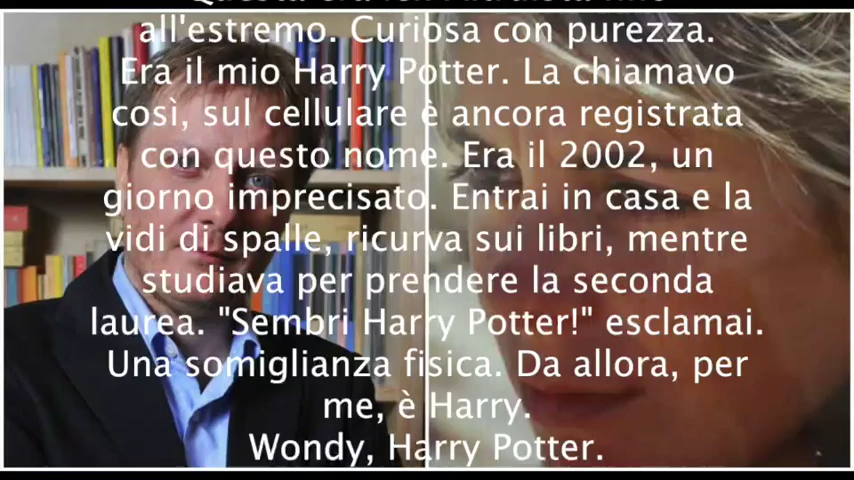 all'estremo. Curiosa con purezza.
Era il mio Harry Potter. La chiamavo
così, sul cellulare è ancora registrata
con questo nome. Era il 2002, un
giorno imprecisato. Entrai in casa e la
vidi di spalle, ricurva sui libri, mentre
studiava per prendere la seconda
laurea. "Sembri Harry Potter!" esclamai.
Una somiglianza fisica. Da allora, per
me, è Harry.
Wondy, Harry Potter.